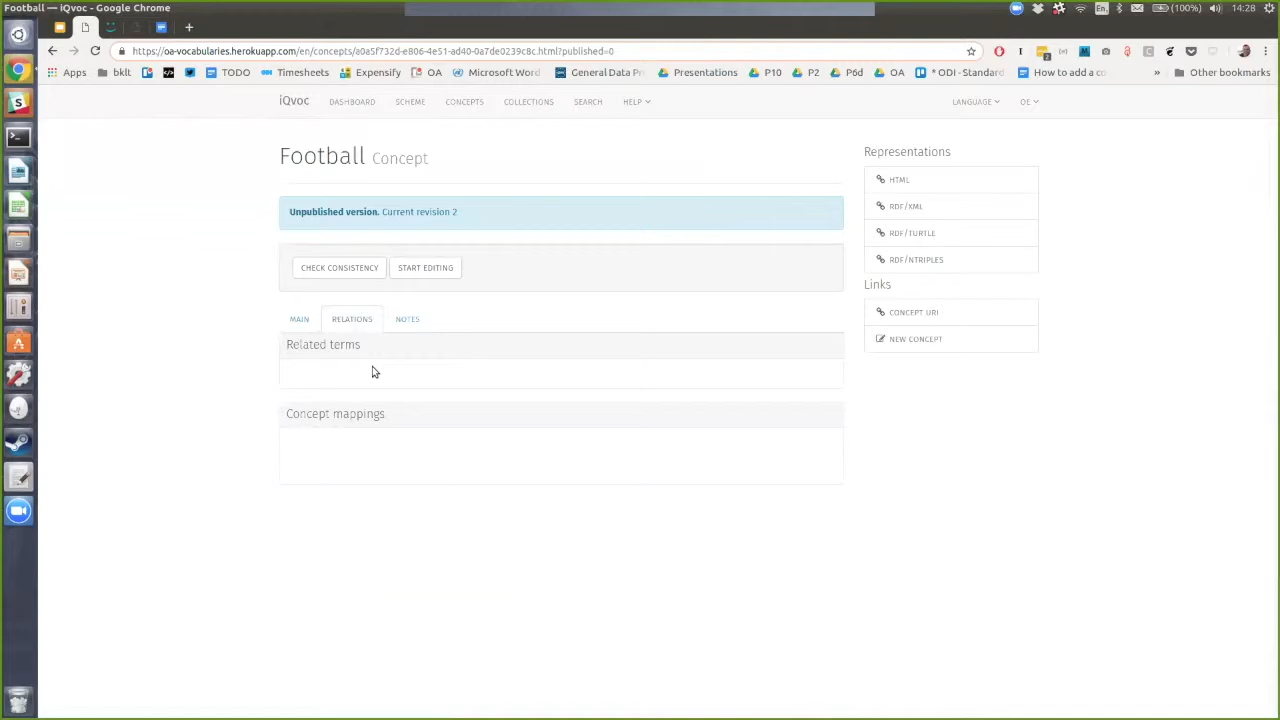 Football — iQvoc - Google Chrome
En
(100%)
14:28
https://oa-vocabularies.herokuapp.com/en/concepts/a0a5f732d-e806-4e51-ad40-0a7de0239c8c.html?published=0
Apps
bklt
TODO
Timesheets
Expensify
OA
Microsoft Word
General Data Pr
Presentations
P10
P2
P6d
OA
* ODI - Standard
How to add a co
»
Other bookmarks
iQvoc
DASHBOARD
SCHEME
CONCEPTS
COLLECTIONS
SEARCH
HELP
LANGUAGE
OE
Football Concept
Unpublished version. Current revision 2
CHECK CONSISTENCY
START EDITING
MAIN
RELATIONS
NOTES
Related terms
Concept mappings
Representations
HTML
RDF/XML
RDF/TURTLE
RDF/NTRIPLES
Links
CONCEPT URI
NEW CONCEPT